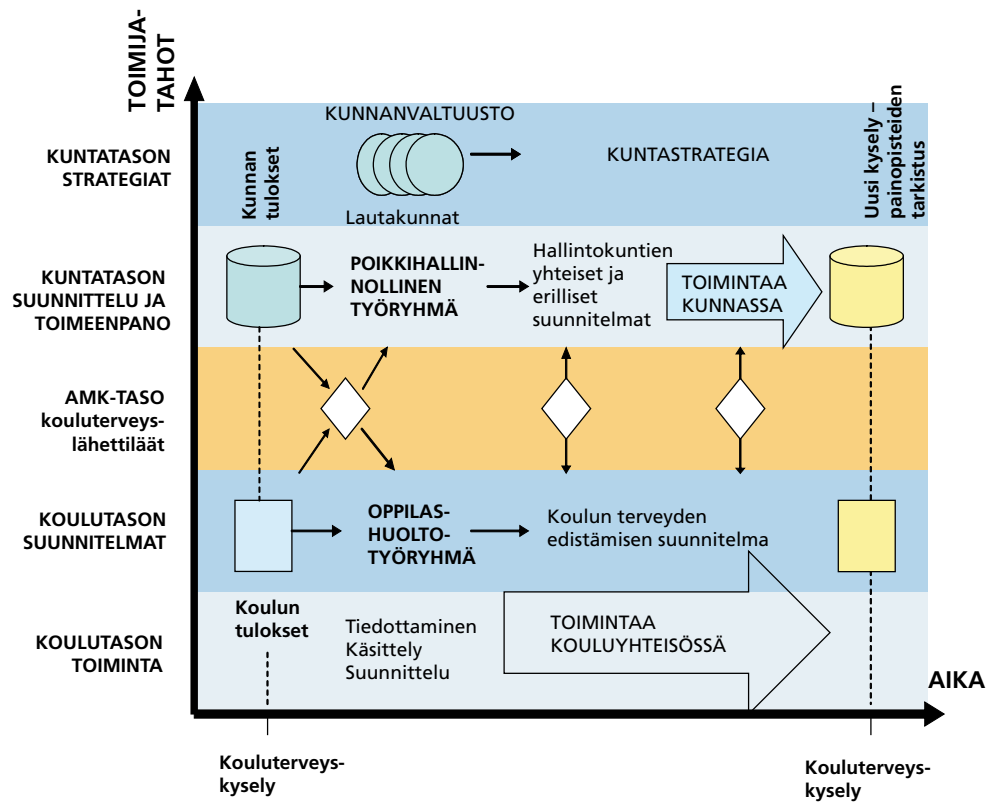 TOIMIJA-
TAHOT
KUNTATASON
STRATEGIAT
Kunnan
tulokset
KUNNANVALTUUSTO
Lautakunnat
KUNTASTRATEGIA
Uusi kysely –
painopisteiden
tarkistus
KUNTATASON
SUUNNITTELU JA
TOIMEENPANO
POIKKIHALLIN-
NOLLINEN
TYÖRYHMÄ
Hallintokuntien
yhteiset ja
erilliset
suunnitelmat
TOIMINTAA
KUNNASSA
AMK-TASO
kouluterveys-
lähettiläät
KOULUTASON
SUUNNITELMAT
OPPILAS-
HUOLTO-
TYÖRYHMÄ
Koulun terveyden
edistämisen suunnitelma
KOULUTASON
TOIMINTA
Koulun
tulokset
Tiedottaminen
Käsittely
Suunnittelu
TOIMINTAA
KOULUYHTEISÖSSÄ
AIKA
Kouluterveys-
kysely
Kouluterveys-
kysely